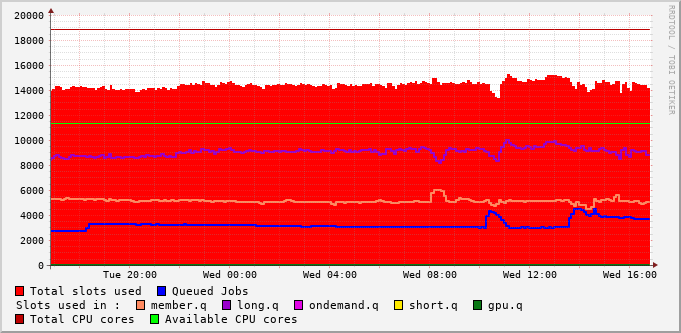 20000
18000
16000
14000
12000
10000
8000
6000
4000
2000
0
Tue 20:00 Wed 00:00 Wed 04:00 Wed 08:00 Wed 12:00 Wed 16:00
RRDTOOL / TOBI OETIKER
Total slots used Queued Jobs
Slots used in : member.q long.q ondemand.q short.q gpu.q
Total CPU cores Available CPU cores